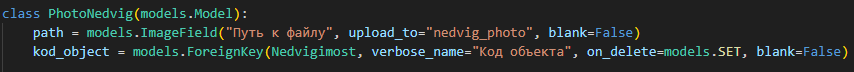 class PhotoNedvig(models.Model):
    path = models.ImageField("Путь к файлу", upload_to="nedvig_photo", blank=False)
    kod_object = models.ForeignKey(Nedvigimost, verbose_name="Код объекта", on_delete=models.SET, blank=False)